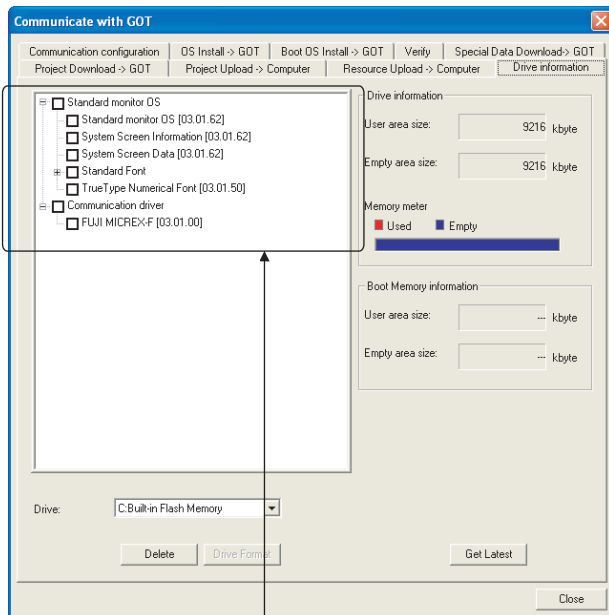 Communicate with GOT
Communication configuration OS Install -> GOT Boot OS Install -> GOT Verify Special Data Download-> GOT
Project Download -> GOT Project Upload -> Computer Resource Upload -> Computer Drive information
Standard monitor OS
Standard monitor OS [03.01.62]
System Screen Information [03.01.62]
System Screen Data [03.01.62]
Standard Font
TrueType Numerical Font [03.01.50]
Communication driver
FUJI MICREX-F [03.01.00]
Drive information
User area size: 9216 kbyte
Empty area size: 9216 kbyte
Memory meter
Used Empty
Boot Memory information
User area size: --- kbyte
Empty area size: --- kbyte
Drive: C:Built-in Flash Memory
Delete Drive Format Get Latest
Close